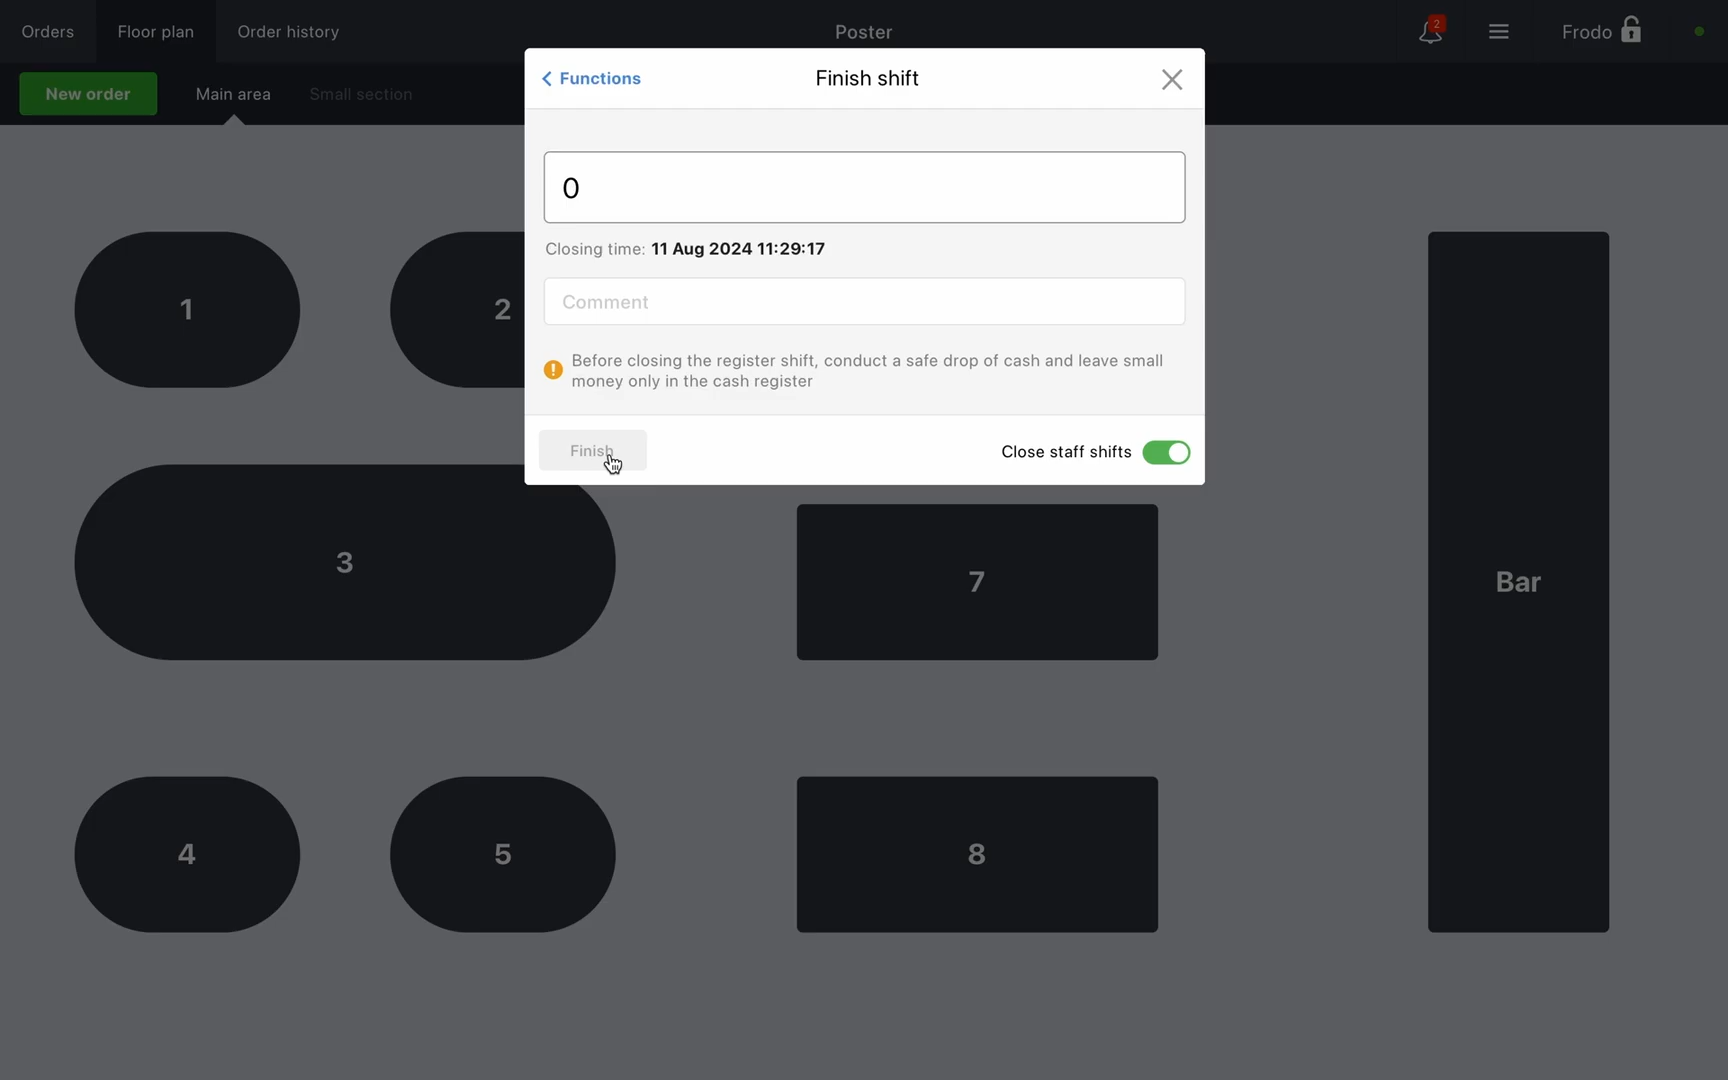 Orders
Floor plan
Order history
Poster
2
Frodo
New order
Main area
Small section
Functions
Finish shift
0
Closing time: 11 Aug 2024 11:29:17
Comment
Before closing the register shift, conduct a safe drop of cash and leave small
money only in the cash register
Finish
Close staff shifts
1
2
3
7
Bar
4
5
8